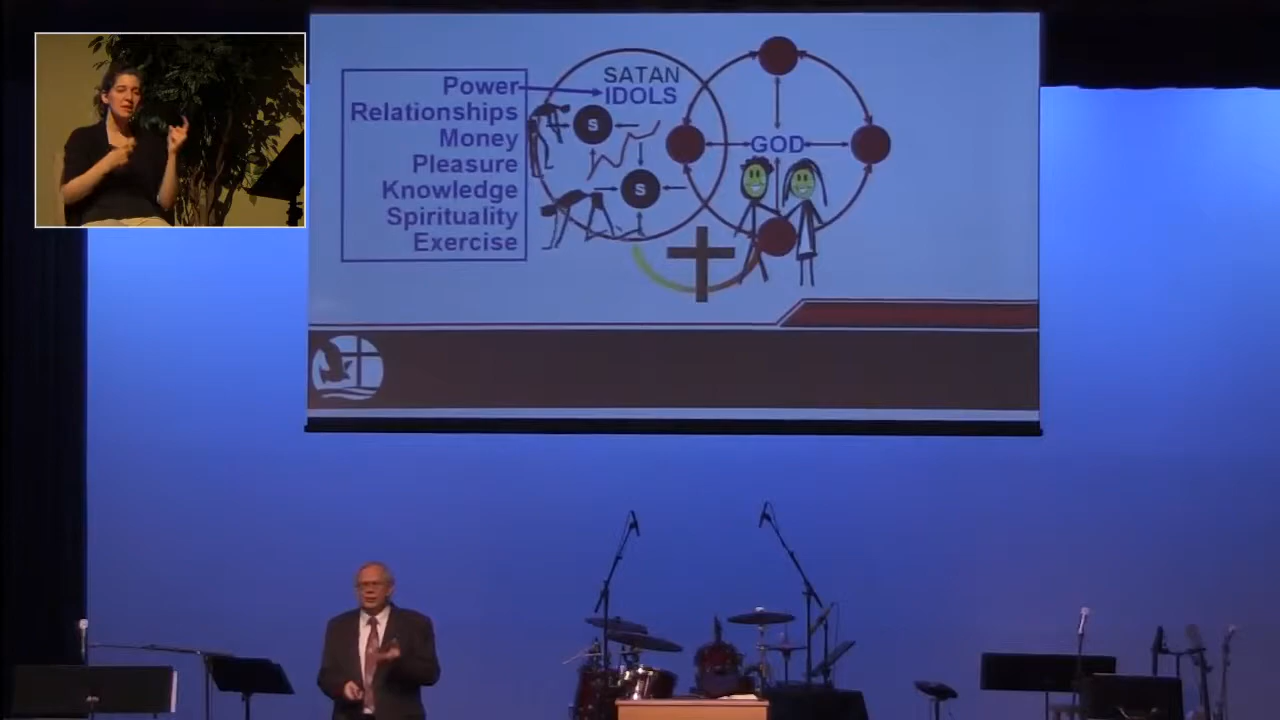 Power
Relationships
Money
Pleasure
Knowledge
Spirituality
Exercise
SATAN
IDOLS
S
S
GOD